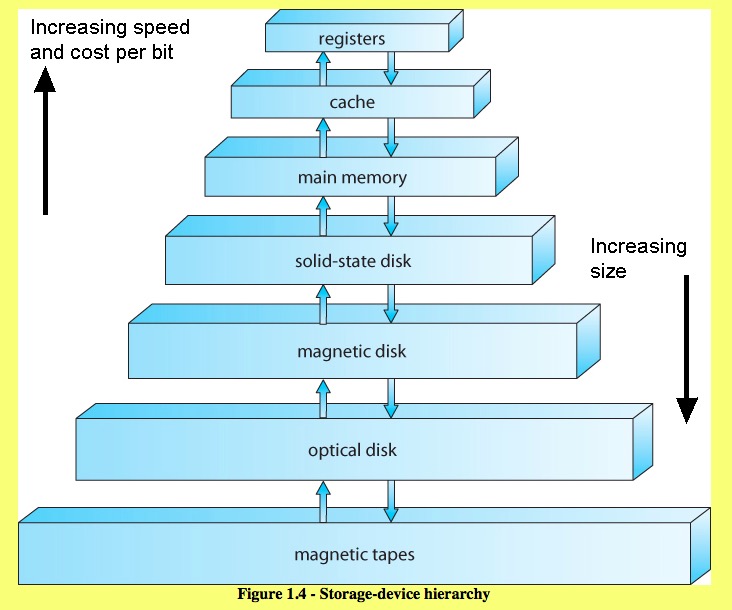 Increasing speed
and cost per bit
registers
cache
main memory
solid-state disk
Increasing
size
magnetic disk
optical disk
magnetic tapes
Figure 1.4 - Storage-device hierarchy